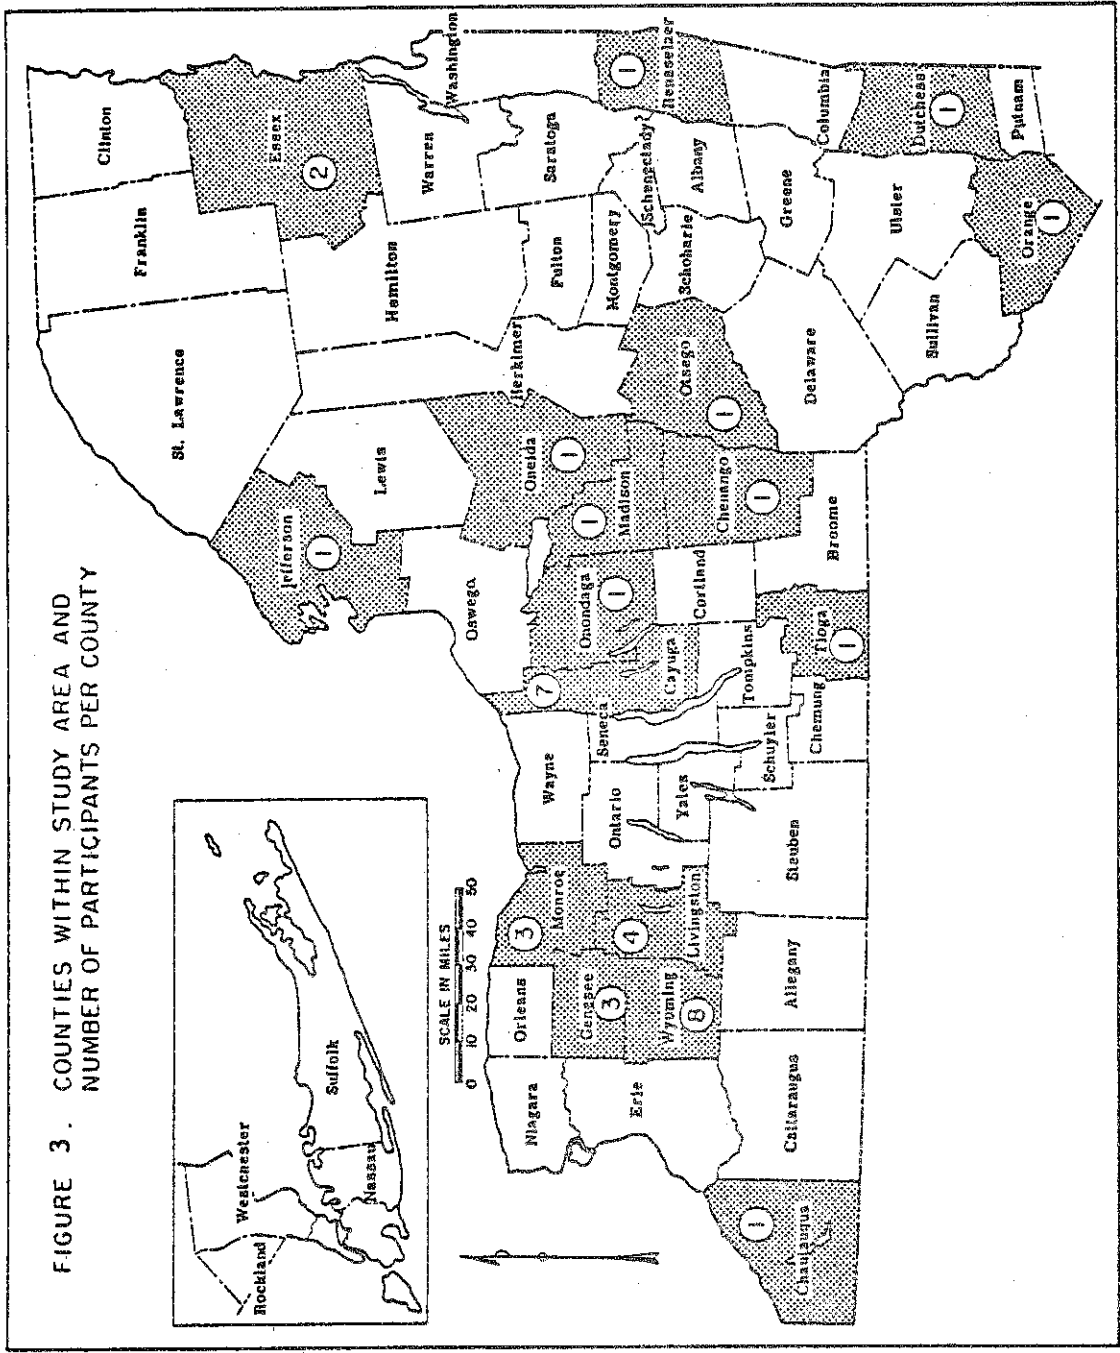 FIGURE 3. COUNTIES WITHIN STUDY AREA AND
NUMBER OF PARTICIPANTS PER COUNTY
Rockland
Westchester
Nassau
Suffolk
SCALE IN MILES
0 10 20 30 40 50
Clinton
Franklin
St. Lawrence
Essex
2
Jefferson
1
Lewis
Hamilton
Warren
Washington
Herkimer
Oneida
1
Oswego
Fulton
Saratoga
Montgomery
Schenectady
Rensselaer
1
Niagara
Orleans
Monroe
3
Wayne
7
Cayuga
Onondaga
1
Madison
1
Genesee
3
Ontario
Seneca
Otsego
1
Schoharie
Albany
Erie
Wyoming
8
Livingston
4
Yates
Cortland
Chenango
1
Tompkins
Schuyler
Chautauqua
1
Cattaraugus
Allegany
Steuben
Chemung
Tioga
1
Broome
Delaware
Greene
Columbia
Ulster
Dutchess
1
Sullivan
Orange
1
Putnam